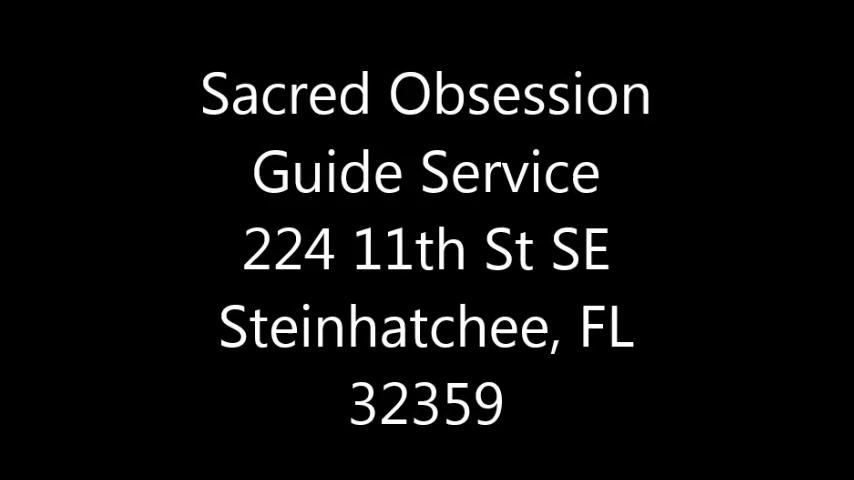 Sacred Obsession
Guide Service
224 11th St SE
Steinhatchee, FL
32359